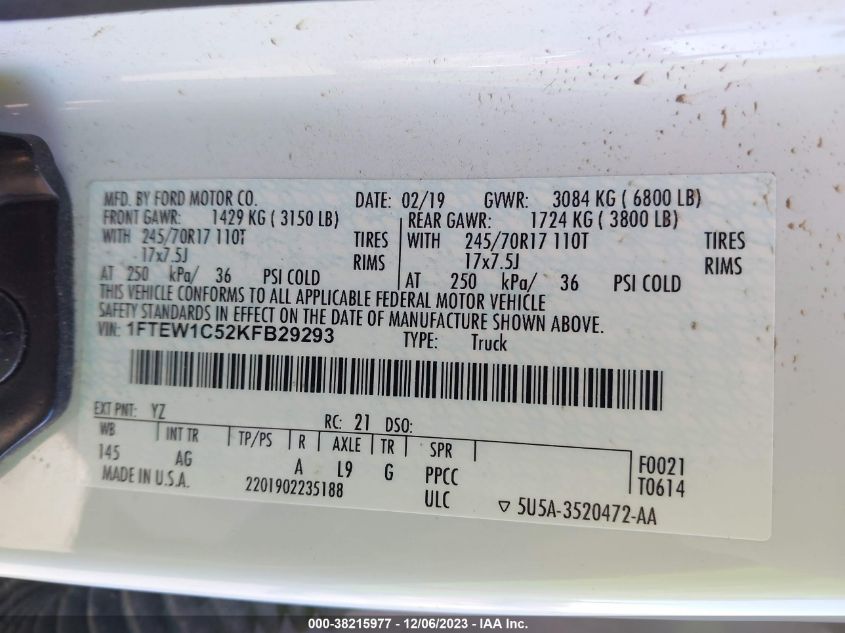 MFD. BY FORD MOTOR CO. DATE: 02/19 GVWR: 3084 KG ( 6800 LB)
FRONT GAWR: 1429 KG ( 3150 LB) REAR GAWR: 1724 KG ( 3800 LB)
WITH 245/70R17 110T TIRES WITH 245/70R17 110T TIRES
17x7.5J RIMS 17x7.5J RIMS
AT 250 kPa/ 36 PSI COLD AT 250 kPa/ 36 PSI COLD
THIS VEHICLE CONFORMS TO ALL APPLICABLE FEDERAL MOTOR VEHICLE
SAFETY STANDARDS IN EFFECT ON THE DATE OF MANUFACTURE SHOWN ABOVE.
VIN: 1FTEW1C52KFB29293 TYPE: Truck
EXT PNT: YZ RC: 21 DSO:
WB INT TR TP/PS R AXLE TR SPR F0021
145 AG A L9 G PPCC T0614
MADE IN U.S.A. 2201902235188 ULC ▽ 5U5A-3520472-AA
000-38215977 - 12/06/2023 - IAA Inc.